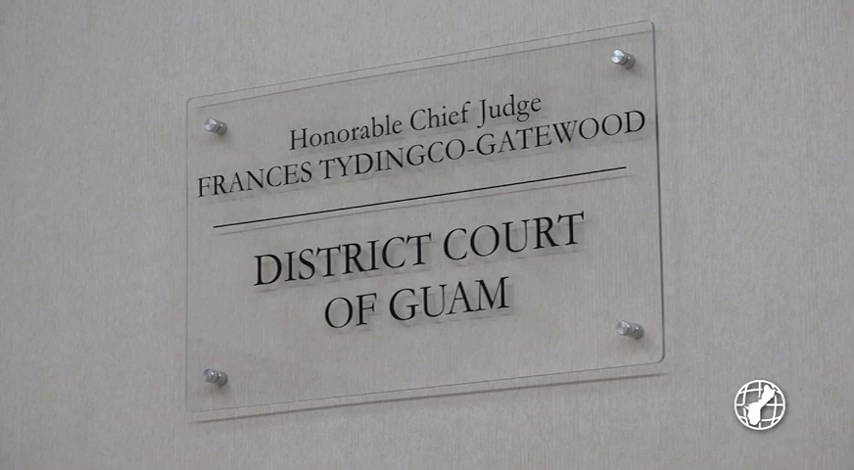 Honorable Chief Judge
FRANCES TYDINGCO-GATEWOOD
DISTRICT COURT
OF GUAM